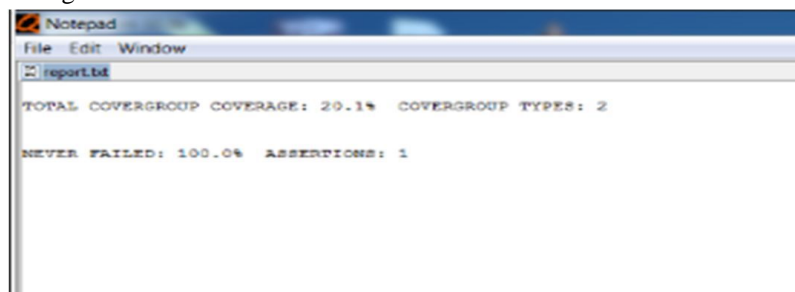 Notepad
File Edit Window
report.txt
TOTAL COVERGROUP COVERAGE: 20.1% COVERGROUP TYPES: 2
NEVER FAILED: 100.0% ASSERTIONS: 1